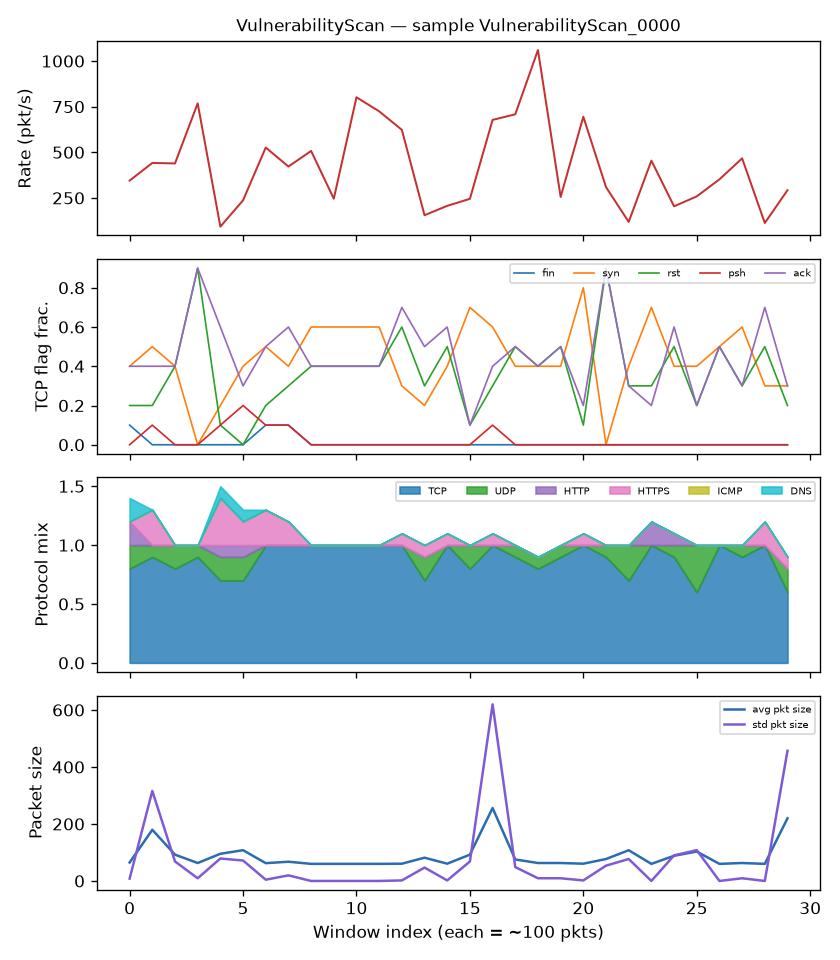 VulnerabilityScan — sample VulnerabilityScan_0000
Rate (pkt/s)
1000
750
500
250
TCP flag frac.
0.8
0.6
0.4
0.2
0.0
fin syn rst psh ack
Protocol mix
1.5
1.0
0.5
0.0
TCP UDP HTTP HTTPS ICMP DNS
Packet size
600
400
200
0
avg pkt size
std pkt size
0 5 10 15 20 25 30
Window index (each = ~100 pkts)